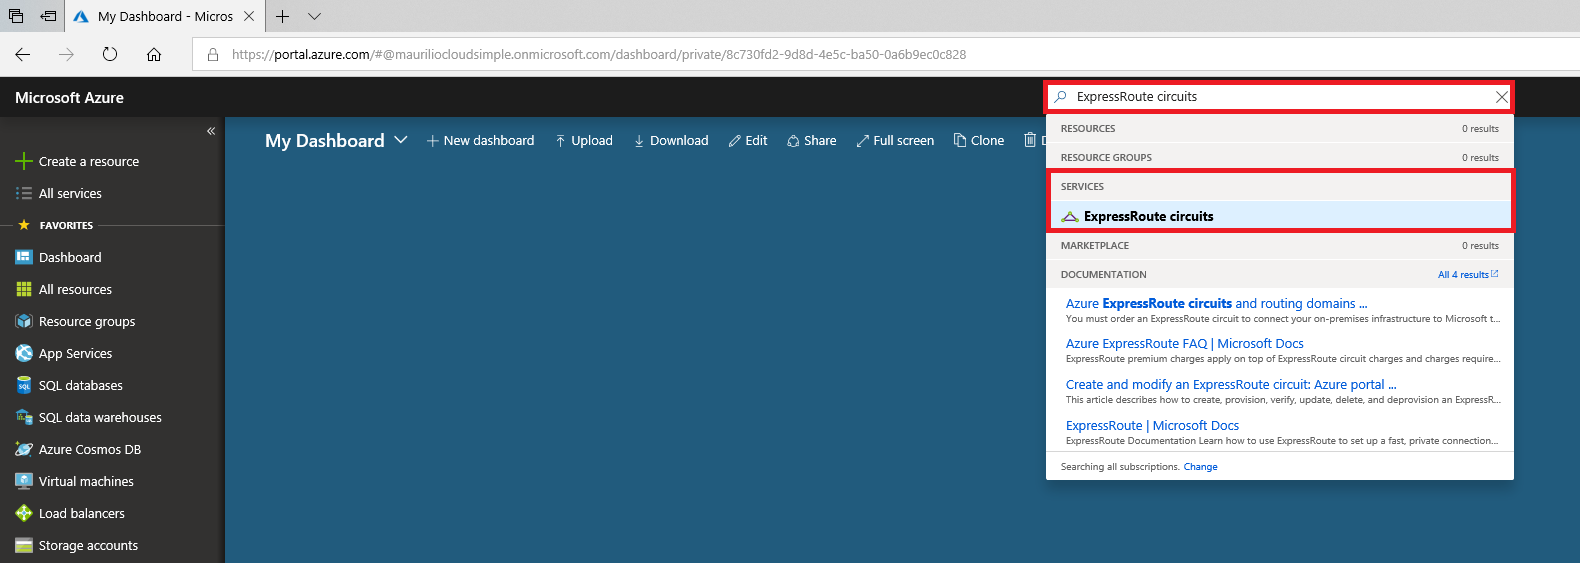 My Dashboard - Micros
https://portal.azure.com/#@mauriliocloudsimple.onmicrosoft.com/dashboard/private/8c730fd2-9d8d-4e5c-ba50-0a6b9ec0c828
Microsoft Azure
ExpressRoute circuits
Create a resource
All services
FAVORITES
Dashboard
All resources
Resource groups
App Services
SQL databases
SQL data warehouses
Azure Cosmos DB
Virtual machines
Load balancers
Storage accounts
My Dashboard
New dashboard
Upload
Download
Edit
Share
Full screen
Clone
D
RESOURCES 0 results
RESOURCE GROUPS 0 results
SERVICES
ExpressRoute circuits
MARKETPLACE 0 results
DOCUMENTATION All 4 results
Azure ExpressRoute circuits and routing domains ...
You must order an ExpressRoute circuit to connect your on-premises infrastructure to Microsoft t...
Azure ExpressRoute FAQ | Microsoft Docs
ExpressRoute premium charges apply on top of ExpressRoute circuit charges and charges require...
Create and modify an ExpressRoute circuit: Azure portal ...
This article describes how to create, provision, verify, update, delete, and deprovision an ExpressR...
ExpressRoute | Microsoft Docs
ExpressRoute Documentation Learn how to use ExpressRoute to set up a fast, private connection...
Searching all subscriptions. Change